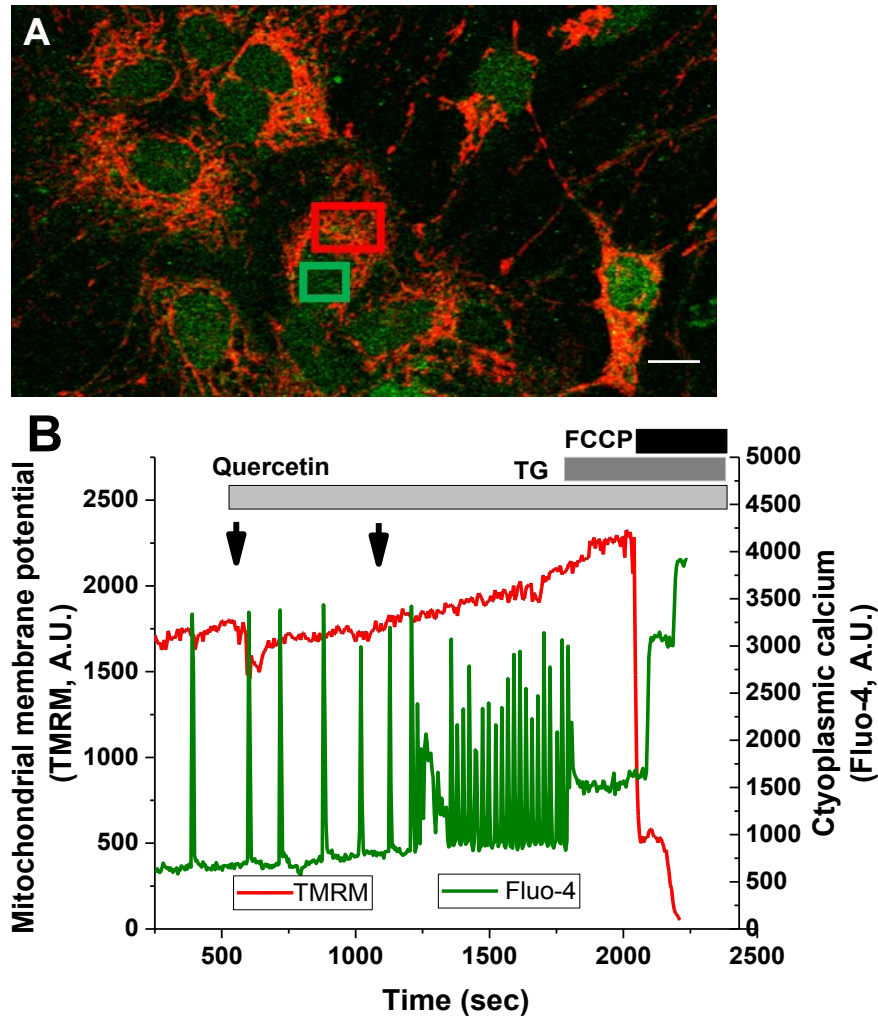 A
B
FCCP
Quercetin
TG
Mitochondrial membrane potential
(TMRM, A.U.)
2500
2000
1500
1000
500
0
5000
4500
4000
3500
3000
2500
2000
1500
1000
500
0
Ctyoplasmic calcium
(Fluo-4, A.U.)
TMRM
Fluo-4
500
1000
1500
2000
2500
Time (sec)